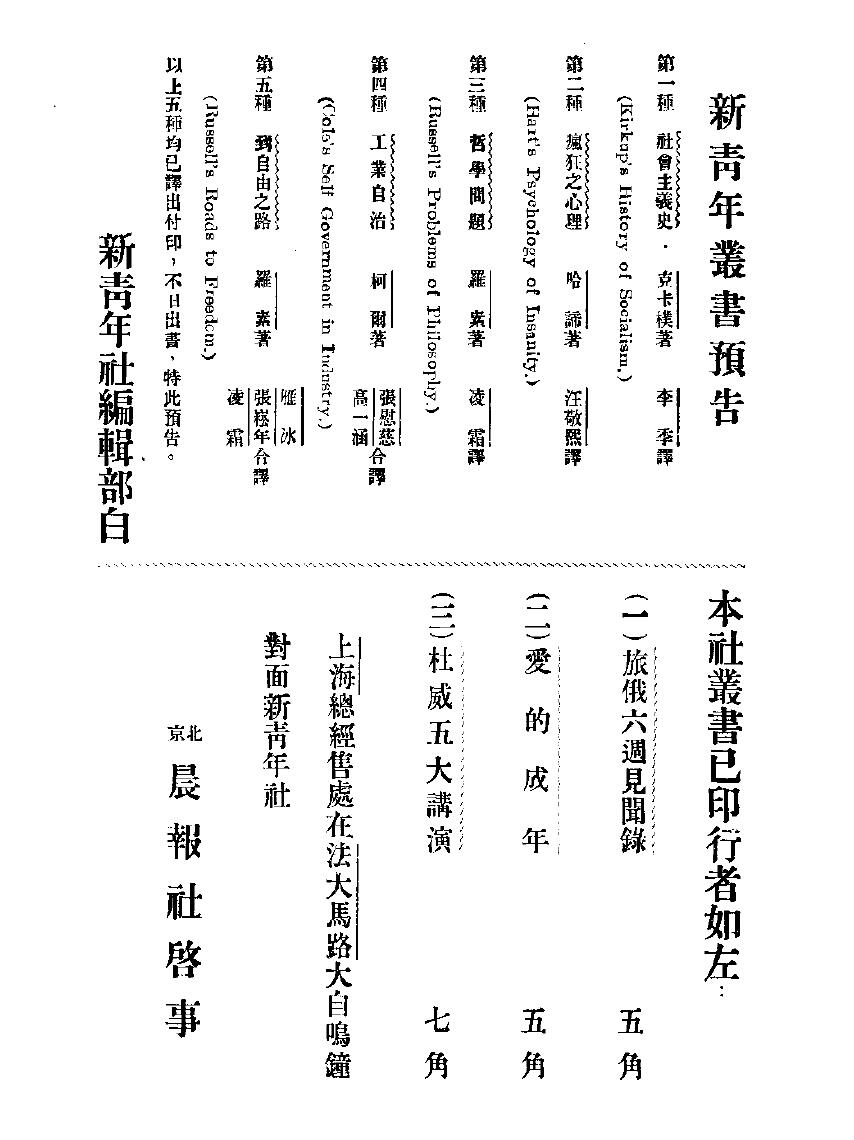 新靑年叢書預告
第一種 社會主義史. 克卡樸著 李季譯
(Kirkup's History of Socialism.)
第二種 瘋狂之心理 哈諦著 汪敬熙譯
(Hart's Psychology of Insanity.)
第三種 哲學問題 羅素著 凌霜譯
(Russell's Problems of Philosophy.)
第四種 工業自治 柯爾著 張慰慈 高一涵 合譯
(Cole's Self Government in Industry.)
第五種 到自由之路 羅素著 雁冰 張崧年 凌霜 合譯
(Russell's Roads to Freedom.)
以上五種均已譯出付印，不日出書、特此預告。
新靑年社編輯部白
本社叢書已印行者如左：
(一)旅俄六週見聞錄 五角
(二)愛的成年 五角
(三)杜威五大講演 七角
上海總經售處在法大馬路大自鳴鐘
對面新靑年社
北京 晨報社啓事